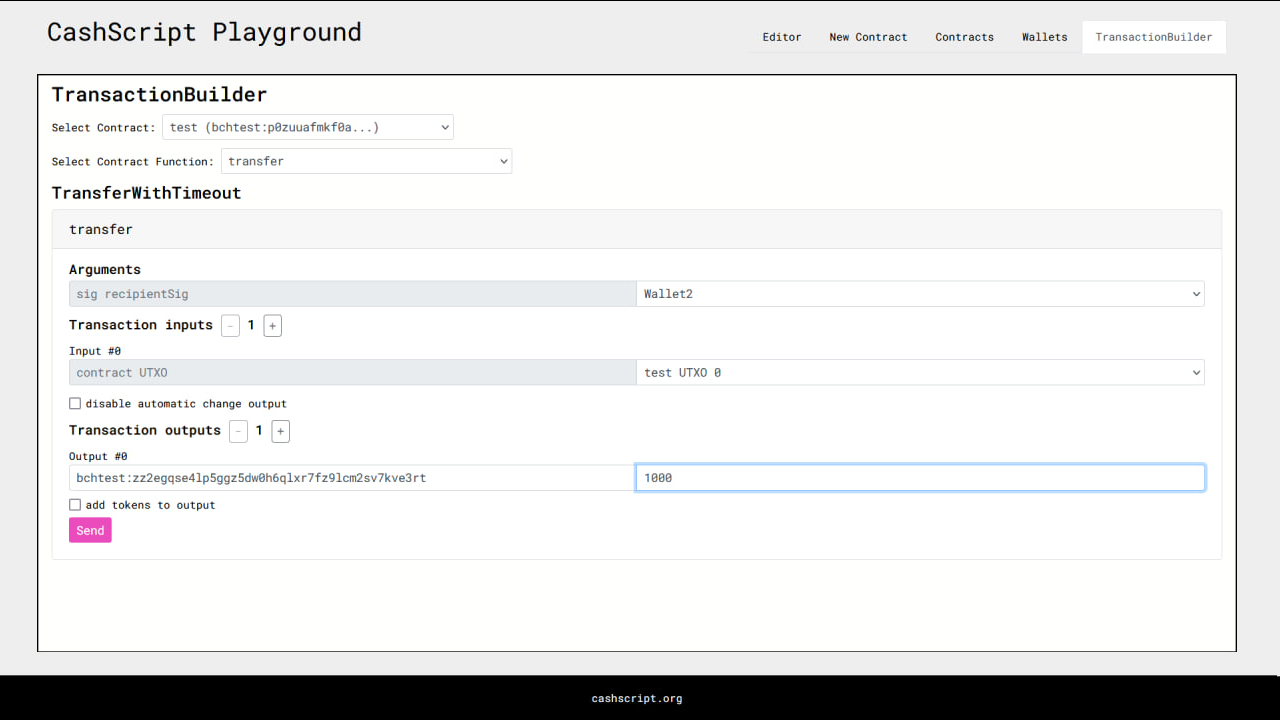 CashScript Playground
Editor
New Contract
Contracts
Wallets
TransactionBuilder
TransactionBuilder
Select Contract: test (bchtest:p0zuuafmkf0a...)
Select Contract Function: transfer
TransferWithTimeout
transfer
Arguments
sig recipientSig Wallet2
Transaction inputs - 1 +
Input #0
contract UTXO test UTXO 0
disable automatic change output
Transaction outputs - 1 +
Output #0
bchtest:zz2egqse4lp5ggz5dw0h6qlxr7fz9lcm2sv7kve3rt 1000
add tokens to output
Send
cashscript.org